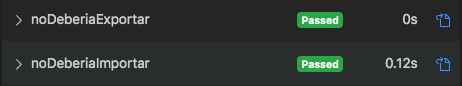 noDeberiaExportar Passed 0s
noDeberiaImportar Passed 0.12s